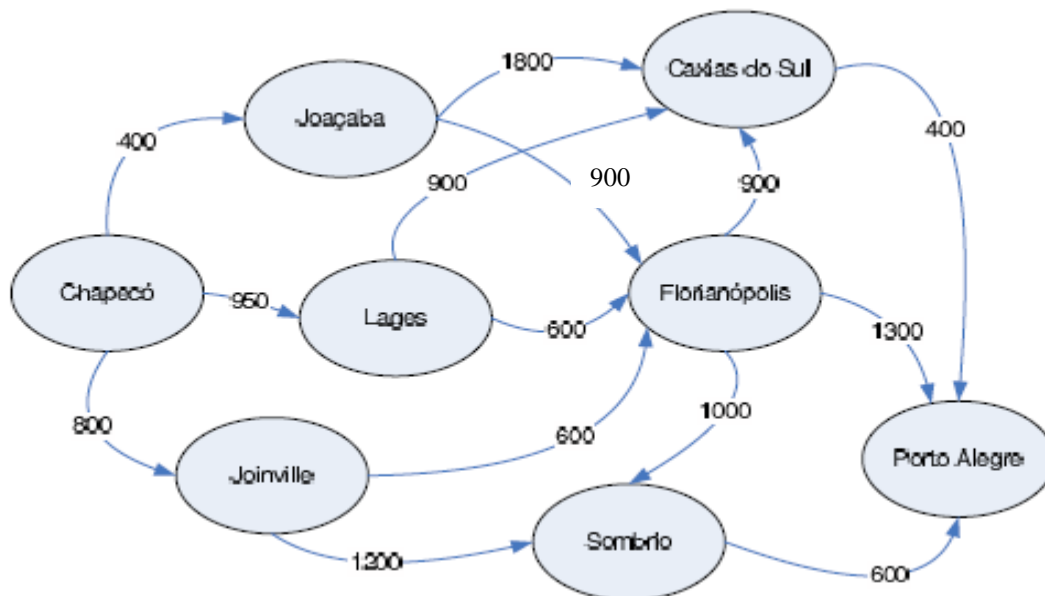 1800
Caxias do Sul
Joaçaba
400
400
900
900
900
Chapecó
950
Lages
600
Florianópolis
1300
800
600
1000
Joinville
Porto Alegre
1200
Sombrio
600